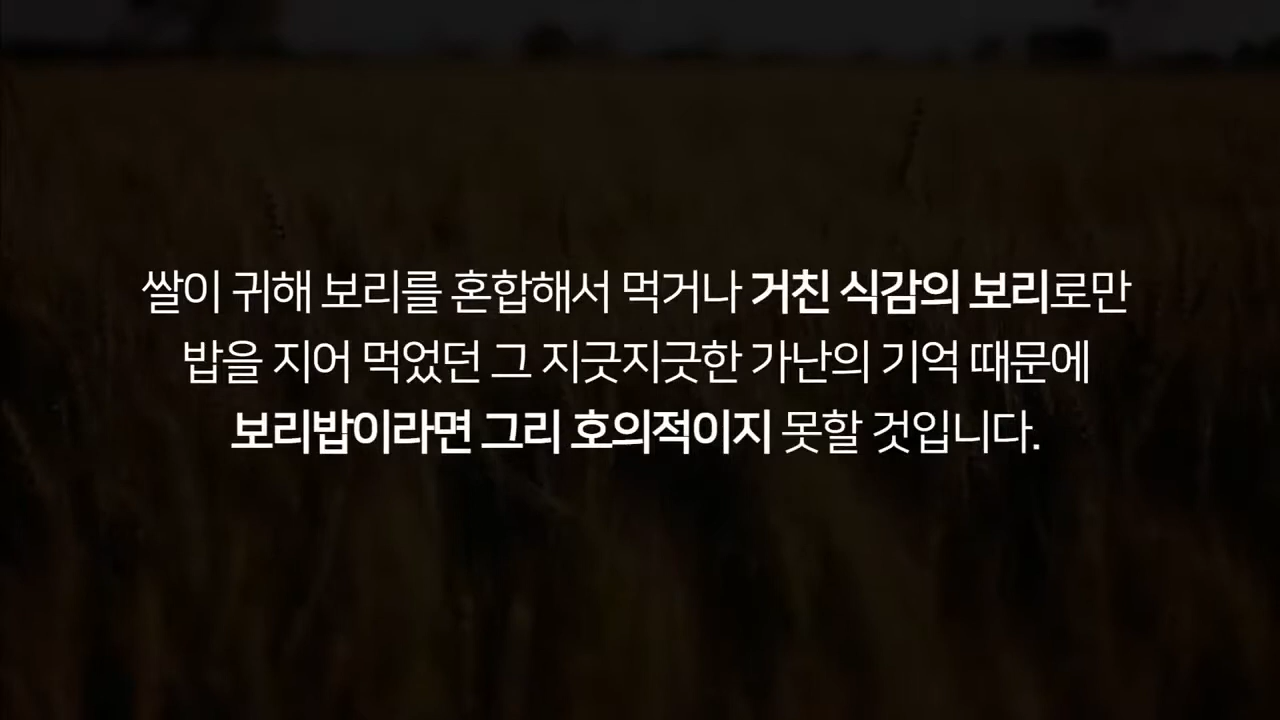 쌀이 귀해 보리를 혼합해서 먹거나 거친 식감의 보리로만
밥을 지어 먹었던 그 지긋지긋한 가난의 기억 때문에
보리밥이라면 그리 호의적이지 못할 것입니다.